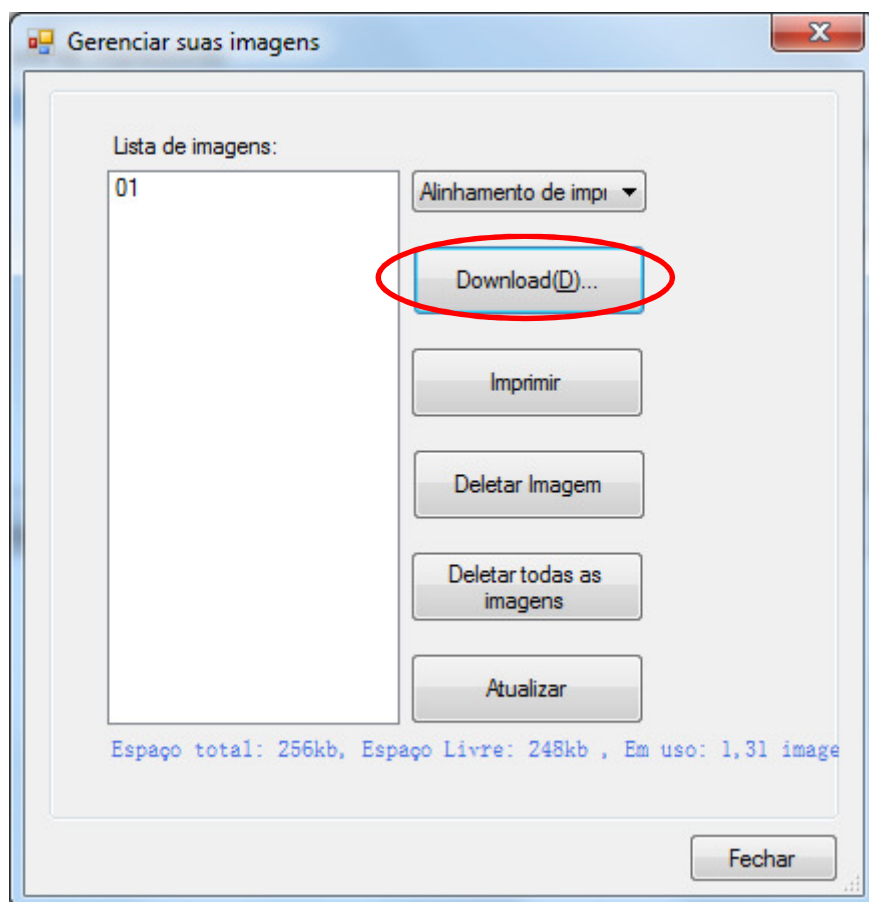 Gerenciar suas imagens
Lista de imagens:
01
Alinhamento de impr
Download(D)...
Imprimir
Deletar Imagem
Deletar todas as
imagens
Atualizar
Espaço total: 256kb, Espaço Livre: 248kb , Em uso: 1,31 image
Fechar